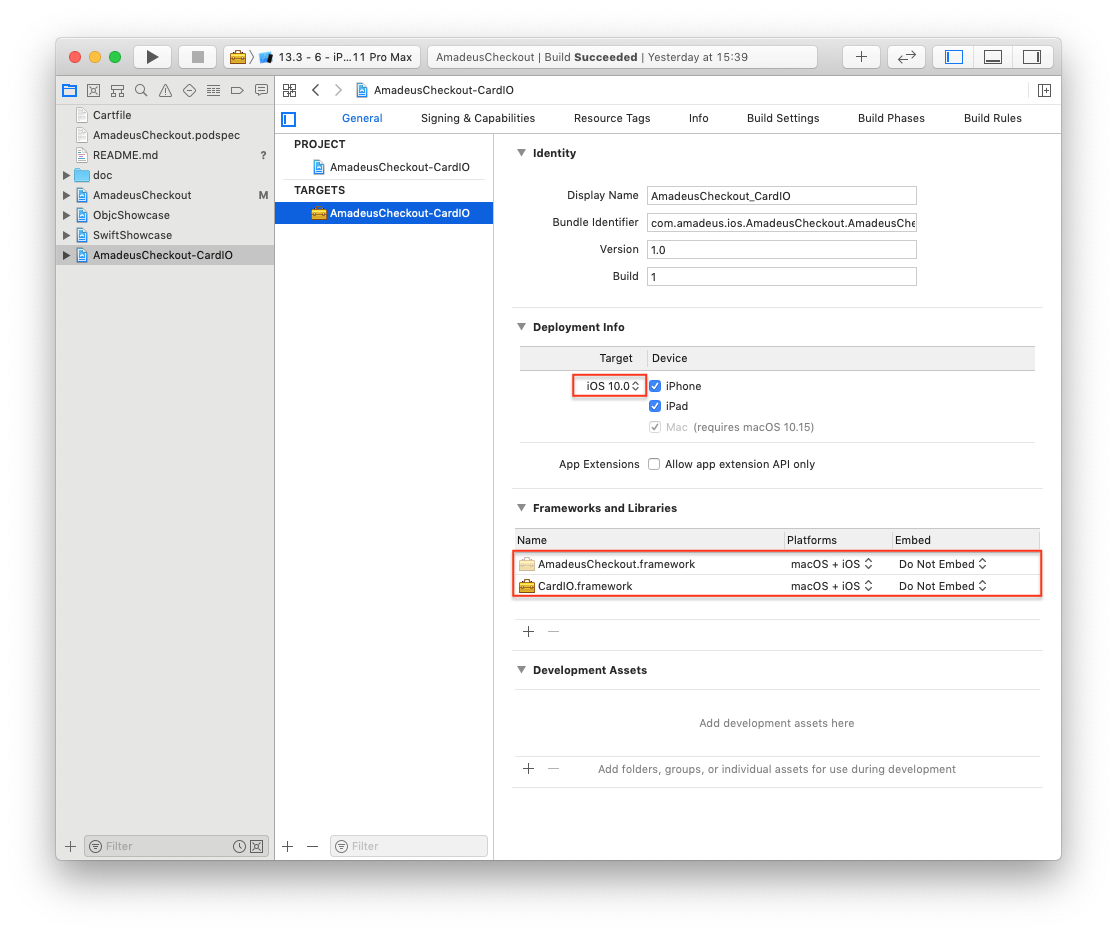 13.3 - 6 - iP...11 Pro Max
AmadeusCheckout | Build Succeeded | Yesterday at 15:39
AmadeusCheckout-CardIO
General Signing & Capabilities Resource Tags Info Build Settings Build Phases Build Rules
Cartfile
AmadeusCheckout.podspec
README.md ?
doc
AmadeusCheckout M
ObjcShowcase
SwiftShowcase
AmadeusCheckout-CardIO
Filter
PROJECT
AmadeusCheckout-CardIO
TARGETS
AmadeusCheckout-CardIO
Filter
Identity
Display Name AmadeusCheckout_CardIO
Bundle Identifier com.amadeus.ios.AmadeusCheckout.AmadeusChe
Version 1.0
Build 1
Deployment Info
Target Device
iOS 10.0 iPhone
iPad
Mac (requires macOS 10.15)
App Extensions Allow app extension API only
Frameworks and Libraries
Name Platforms Embed
AmadeusCheckout.framework macOS + iOS Do Not Embed
CardIO.framework macOS + iOS Do Not Embed
Development Assets
Add development assets here
Add folders, groups, or individual assets for use during development